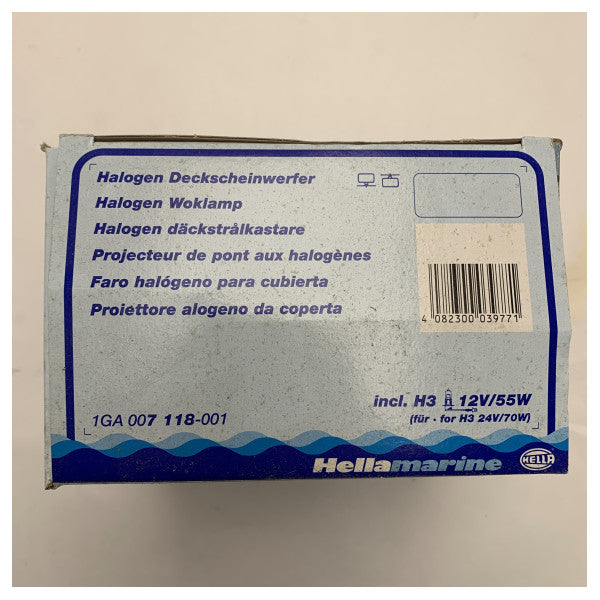 Halogen Deckscheinwerfer
Halogen Woklamp
Halogen däckstrålkastare
Projecteur de pont aux halogènes
Faro halógeno para cubierta
Proiettore alogeno da coperta
4 082300 039771
incl. H3 12V/55W
(für · for H3 24V/70W)
1GA 007 118-001
Hellamarine
HELLA